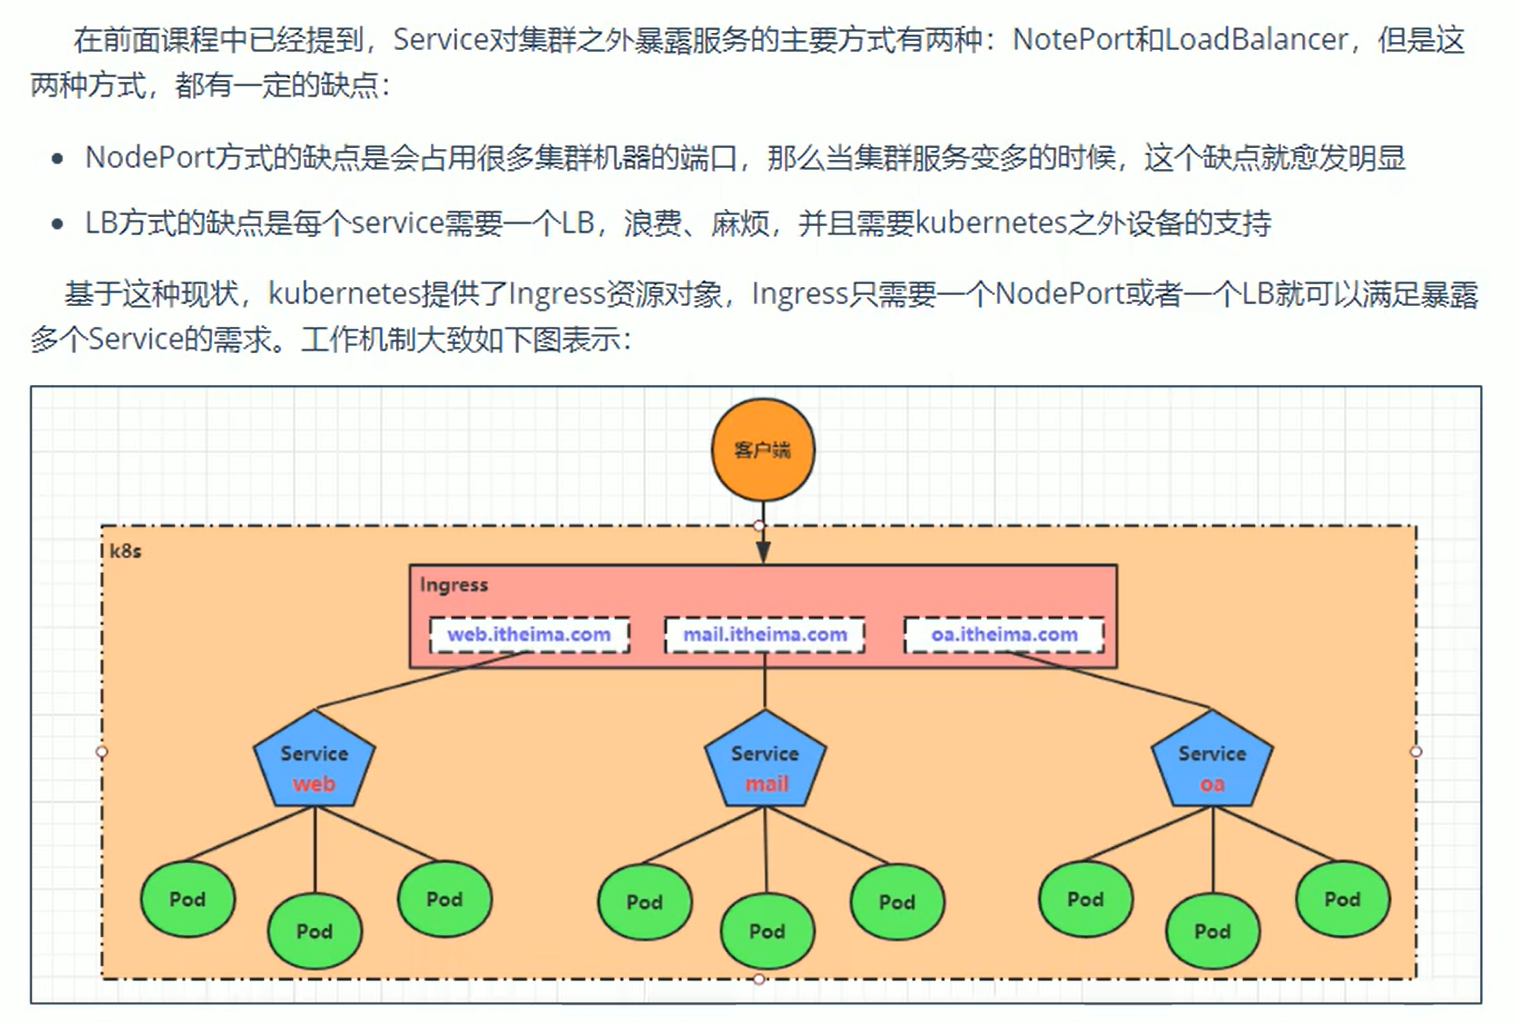 在前面课程中已经提到，Service对集群之外暴露服务的主要方式有两种：NotePort和LoadBalancer，但是这
两种方式，都有一定的缺点：
NodePort方式的缺点是会占用很多集群机器的端口，那么当集群服务变多的时候，这个缺点就愈发明显
LB方式的缺点是每个service需要一个LB，浪费、麻烦，并且需要kubernetes之外设备的支持
基于这种现状，kubernetes提供了Ingress资源对象，Ingress只需要一个NodePort或者一个LB就可以满足暴露
多个Service的需求。工作机制大致如下图表示：
客户端
k8s
Ingress
web.itheima.com
mail.itheima.com
oa.itheima.com
Service
web
Service
mail
Service
oa
Pod
Pod
Pod
Pod
Pod
Pod
Pod
Pod
Pod